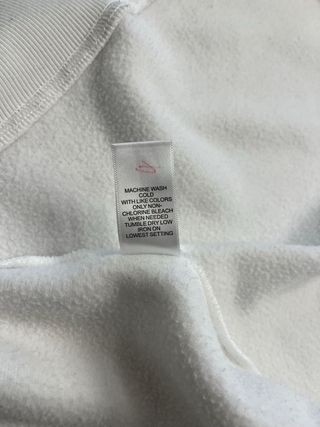 MACHINE WASH
COLD
WITH LIKE COLORS
ONLY NON-
CHLORINE BLEACH
WHEN NEEDED
TUMBLE DRY LOW
IRON ON
LOWEST SETTING